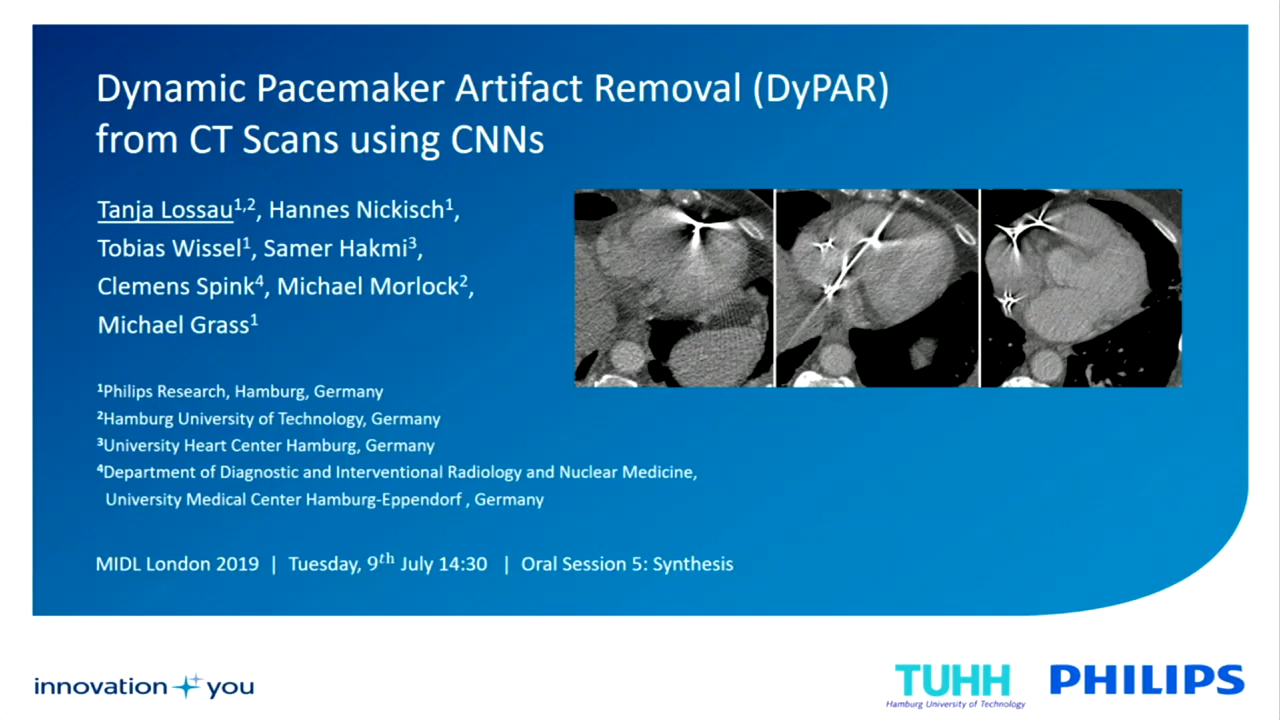 Dynamic Pacemaker Artifact Removal (DyPAR)
from CT Scans using CNNs
Tanja Lossau1,2, Hannes Nickisch1,
Tobias Wissel1, Samer Hakmi3,
Clemens Spink4, Michael Morlock2,
Michael Grass1
1Philips Research, Hamburg, Germany
2Hamburg University of Technology, Germany
3University Heart Center Hamburg, Germany
4Department of Diagnostic and Interventional Radiology and Nuclear Medicine,
University Medical Center Hamburg-Eppendorf , Germany
MIDL London 2019 | Tuesday, 9th July 14:30 | Oral Session 5: Synthesis
innovation you
TUHH
Hamburg University of Technology
PHILIPS